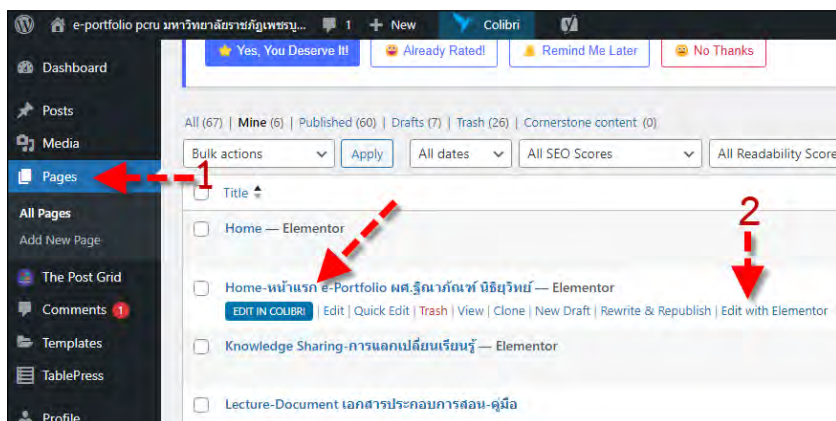 e-portfolio pcru มหาวิทยาลัยราชภัฏเพชรบุ... 1 + New Colibri
Yes, You Deserve It! Already Rated! Remind Me Later No Thanks
Dashboard
Posts
Media
Pages
All Pages
Add New Page
The Post Grid
Comments 1
Templates
TablePress
Profile
All (67) | Mine (6) | Published (60) | Drafts (7) | Trash (26) | Cornerstone content (0)
Bulk actions Apply All dates All SEO Scores All Readability Score
1
Title
2
Home — Elementor
Home-หน้าแรก e-Portfolio ผศ.ฐิณาภัณฑ์ นิธิยุวิทย์ — Elementor
EDIT IN COLIBRI | Edit | Quick Edit | Trash | View | Clone | New Draft | Rewrite & Republish | Edit with Elementor
Knowledge Sharing-การแลกเปลี่ยนเรียนรู้ — Elementor
Lecture-Document เอกสารประกอบการสอน-คู่มือ